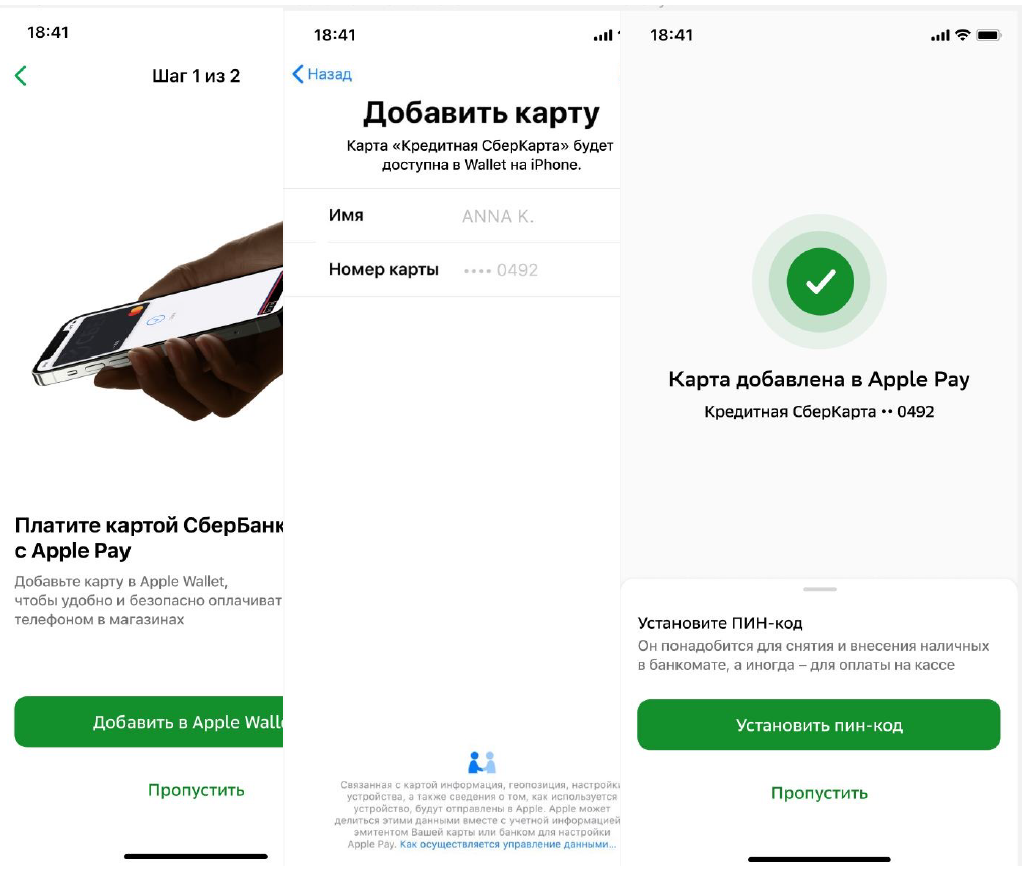 18:41
Шаг 1 из 2
Платите картой СберБанк
с Apple Pay
Добавьте карту в Apple Wallet,
чтобы удобно и безопасно оплачиват
телефоном в магазинах
Добавить в Apple Walle
Пропустить
18:41
Назад
Добавить карту
Карта «Кредитная СберКарта» будет
доступна в Wallet на iPhone.
Имя ANNA K.
Номер карты •••• 0492
Связанная с картой информация, геопозиция, настройки
устройства, а также сведения о том, как используется
устройство, будут отправлены в Apple. Apple может
делиться этими данными вместе с учетной информацией
эмитентом Вашей карты или банком для настройки
Apple Pay. Как осуществляется управление данными...
18:41
Карта добавлена в Apple Pay
Кредитная СберКарта •• 0492
Установите ПИН-код
Он понадобится для снятия и внесения наличных
в банкомате, а иногда – для оплаты на кассе
Установить пин-код
Пропустить